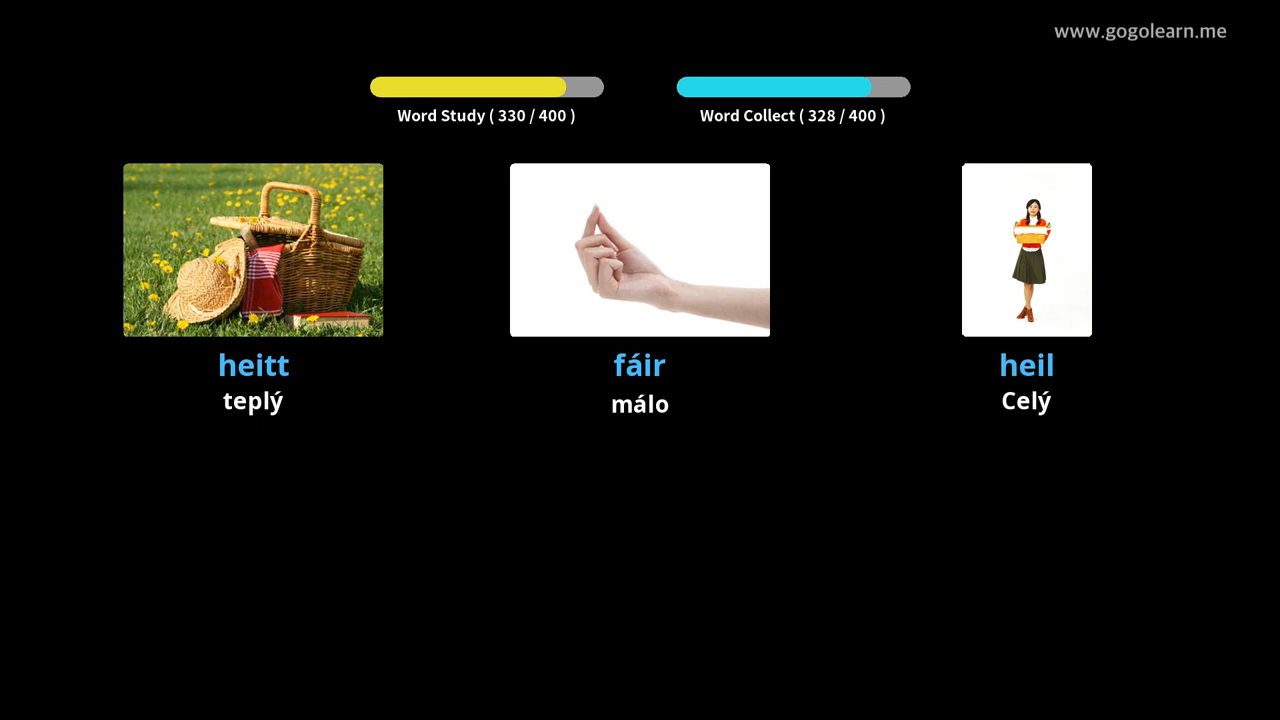 www.gogolearn.me
Word Study ( 330 / 400 )
Word Collect ( 328 / 400 )
heitt
teplý
fáir
málo
heil
Celý